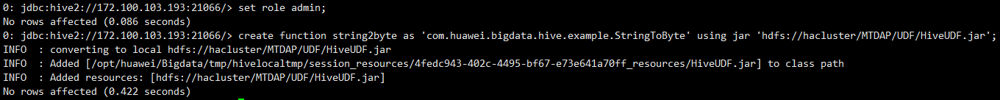 0: jdbc:hive2://172.100.103.193:21066/> set role admin;
No rows affected (0.086 seconds)
0: jdbc:hive2://172.100.103.193:21066/> create function string2byte as 'com.huawei.bigdata.hive.example.StringToByte' using jar 'hdfs://hacluster/MTDAP/UDF/HiveUDF.jar';
INFO  : converting to local hdfs://hacluster/MTDAP/UDF/HiveUDF.jar
INFO  : Added [/opt/huawei/Bigdata/tmp/hivelocaltmp/session_resources/4fedc943-402c-4495-bf67-e73e641a70ff_resources/HiveUDF.jar] to class path
INFO  : Added resources: [hdfs://hacluster/MTDAP/UDF/HiveUDF.jar]
No rows affected (0.422 seconds)